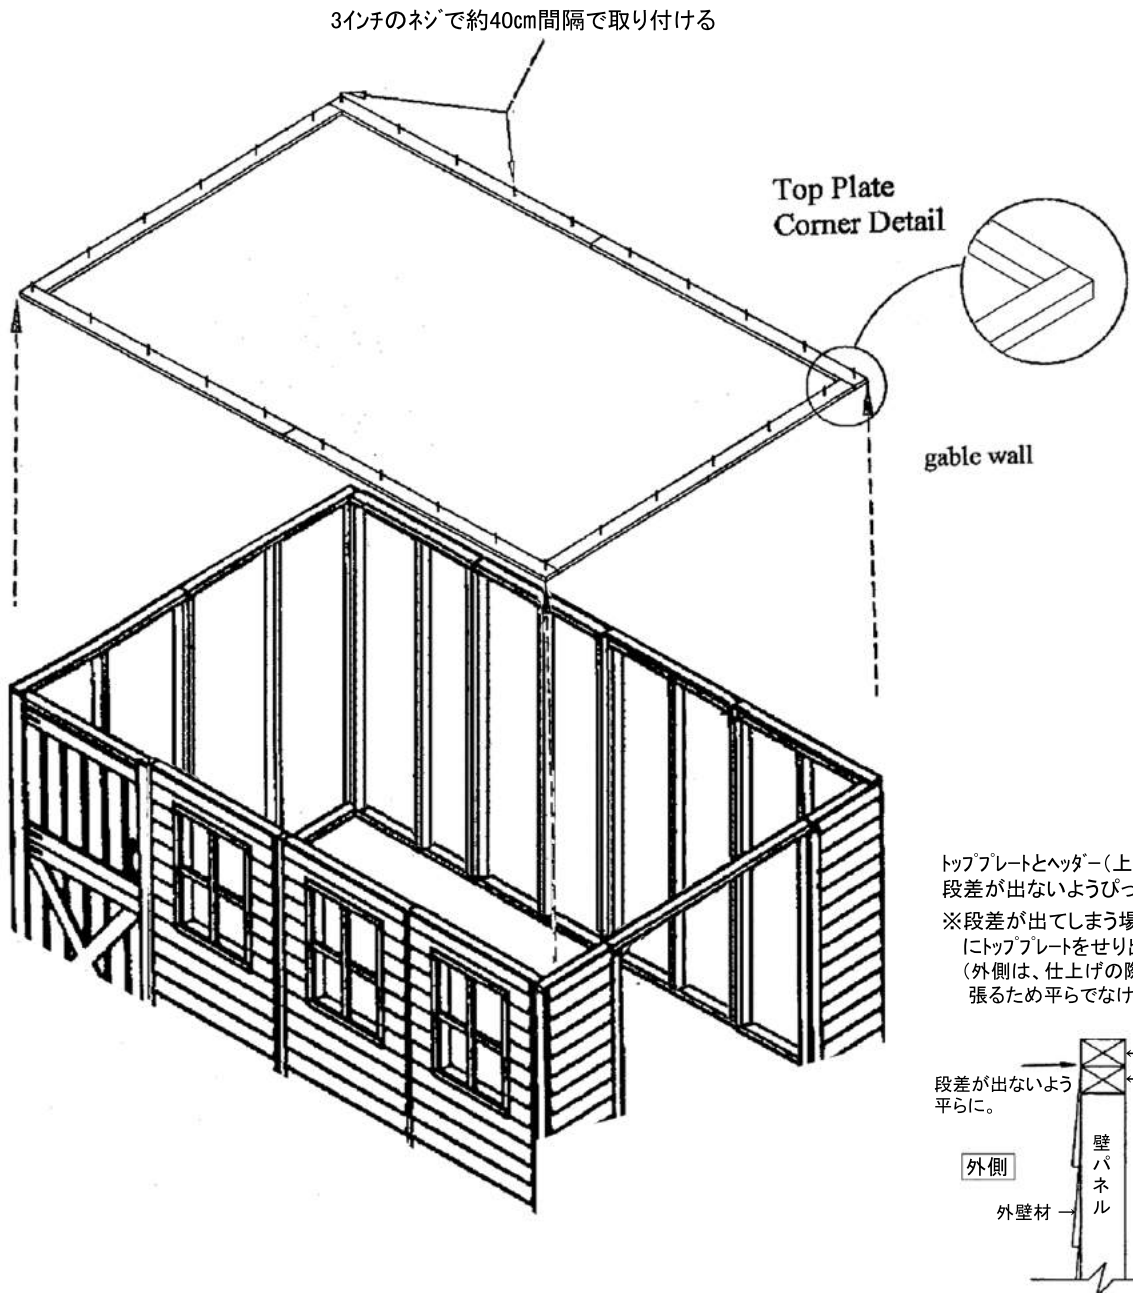 3インチのネジで約40cm間隔で取り付ける
Top Plate
Corner Detail
gable wall
トッププレートとヘッダー(上
段差が出ないようぴっ
※段差が出てしまう場
にトッププレートをせり出
(外側は、仕上げの際
張るため平らでなけ
段差が出ないよう
平らに。
外側
壁パネル
外壁材